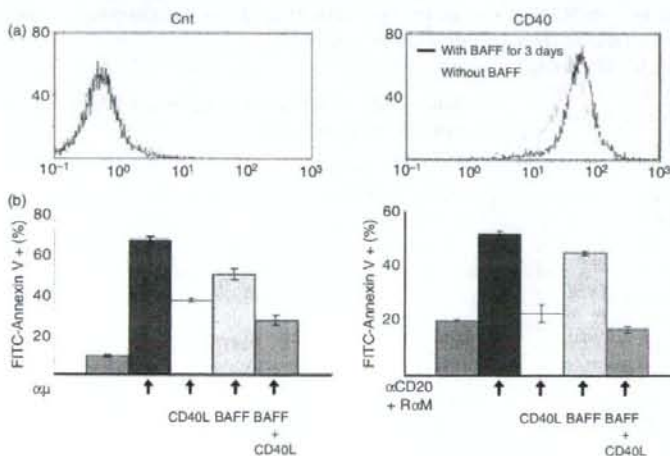 Cnt
CD40
(a)
80
40
10⁻¹ 10⁰ 10¹ 10² 10³
80
40
With BAFF for 3 days
Without BAFF
10⁻¹ 10⁰ 10¹ 10² 10³
(b)
FITC-Annexin V + (%)
80
60
40
20
αμ
CD40L BAFF BAFF
+
CD40L
FITC-Annexin V + (%)
60
40
20
αCD20
+ RαM
CD40L BAFF BAFF
+
CD40L